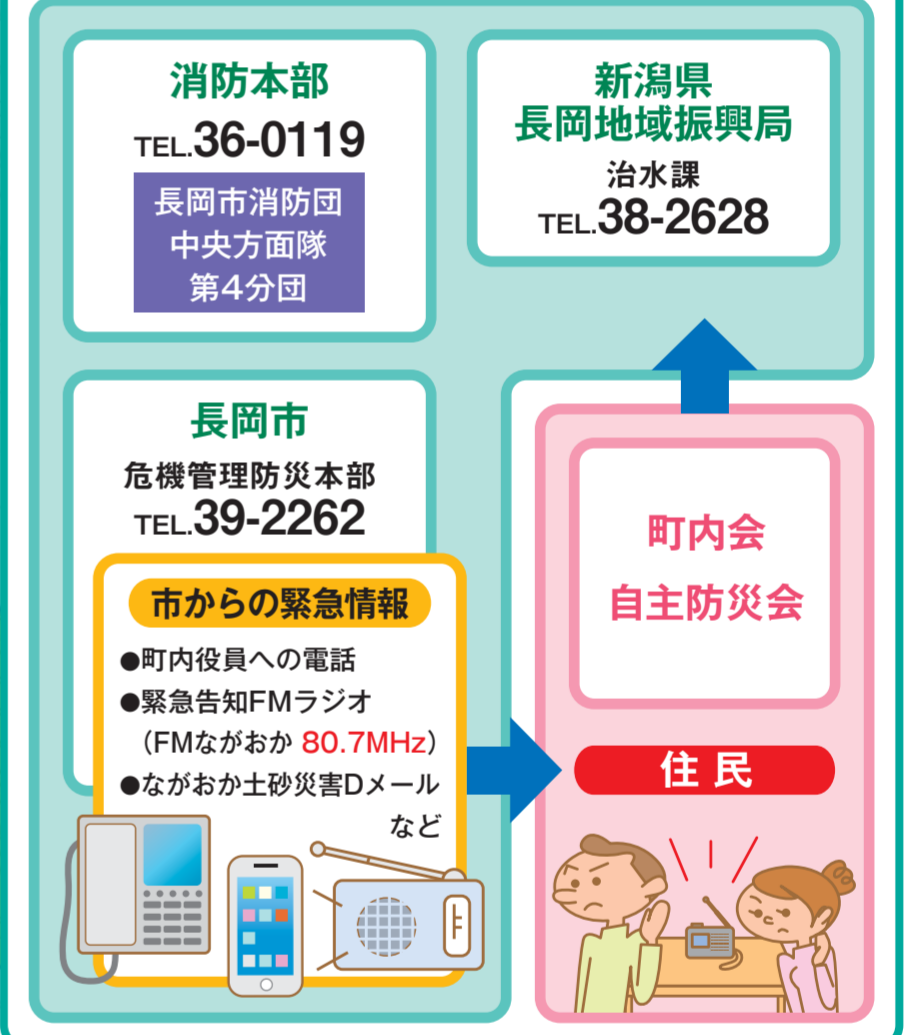 消防本部
TEL.36-0119
長岡市消防団
中央方面隊
第4分団
新潟県
長岡地域振興局
治水課
TEL.38-2628
長岡市
危機管理防災本部
TEL.39-2262
市からの緊急情報
●町内役員への電話
●緊急告知FMラジオ
（FMながおか 80.7MHz）
●ながおか土砂災害Dメール
など
町内会
自主防災会
住民